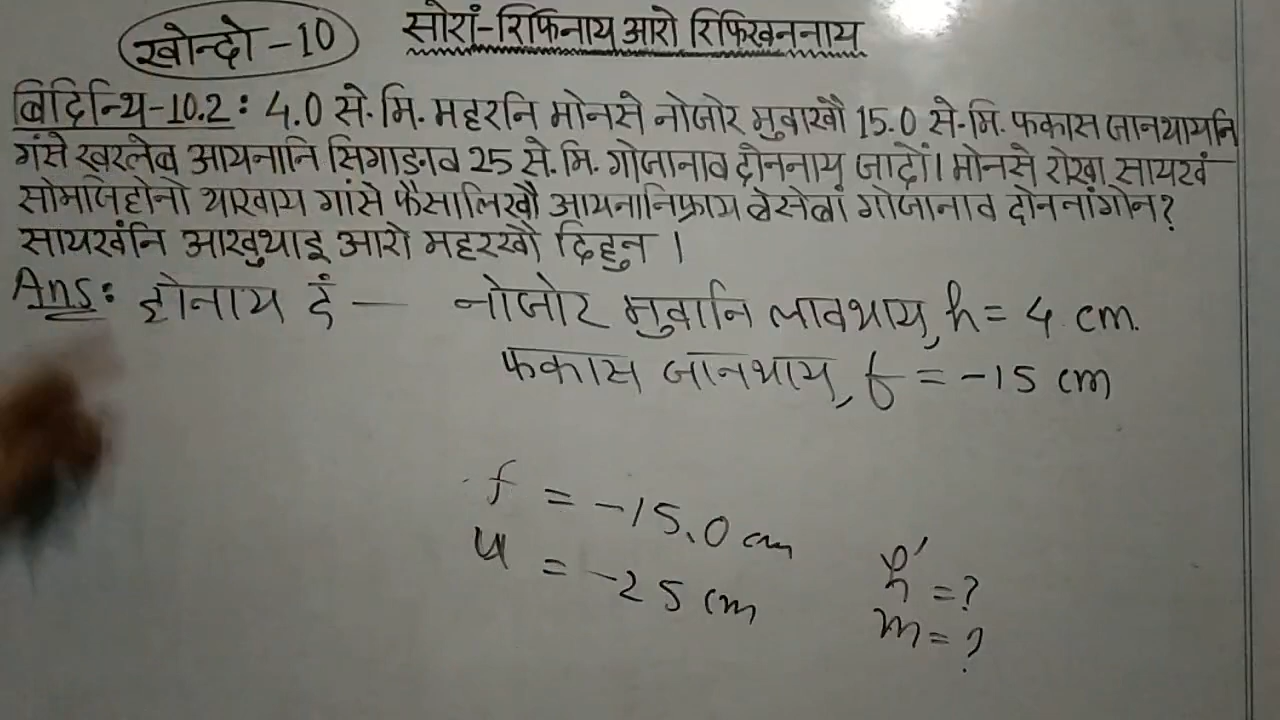 खोन्दो -10
सोरां-रिफिनाय आरो रिफिखननाय
बिदिन्थि-10.2 : 4.0 से. मि. महरनि मोनसे नोजोर मुवाखौ 15.0 से-मि. फकास जानथायनि
गंसे खरलेब आयनानि सिगाङाव 25 से. मि. गोजानाव दोननाय जादों। मोनसे रोखा सायखं
सोमजिहोनो थाखाय गांसे फैसालिखौ आयनानिफ्राय बेसेबा गोजानाव दोननांगोन?
सायखंनि आखुथाइ आरो महरखौ दिहुन ।
Ans: होनाय दं — नोजोर मुवानि लावथाय, h = 4 cm.
फकास जानथाय, f = -15 cm
f = -15.0 cm
u = -25 cm
h' = ?
m = ?